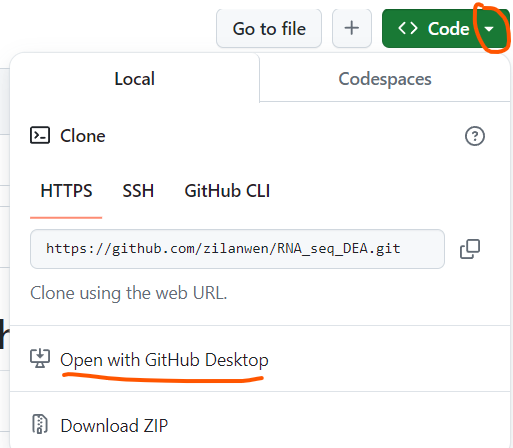 Go to file
+
<> Code
Local
Codespaces
Clone
?
HTTPS
SSH
GitHub CLI
https://github.com/zilanwen/RNA_seq_DEA.git
Clone using the web URL.
Open with GitHub Desktop
Download ZIP